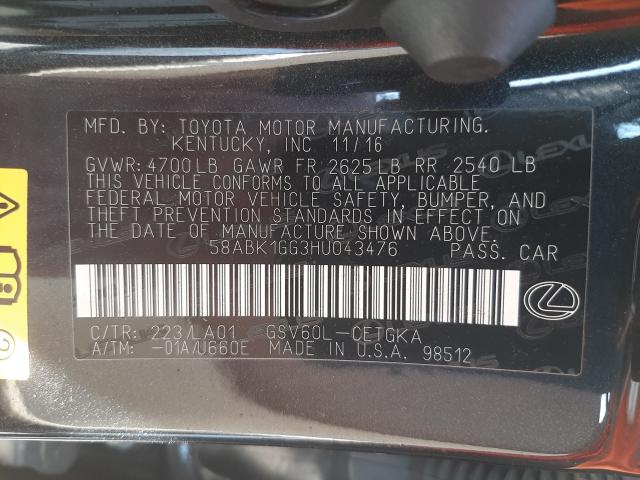 MFD. BY: TOYOTA MOTOR MANUFACTURING.
KENTUCKY, INC 11/16
GVWR: 4700LB GAWR FR 2625LB RR 2540 LB
THIS VEHICLE CONFORMS TO ALL APPLICABLE
FEDERAL MOTOR VEHICLE SAFETY, BUMPER, AND
THEFT PREVENTION STANDARDS IN EFFECT ON
THE DATE OF MANUFACTURE SHOWN ABOVE
58ABK1GG3HU043476 PASS. CAR
C/TR: 223/LA01 GSV60L-CETGKA
A/TM: -01A/U660E MADE IN U.S.A. 98512
LEXUS